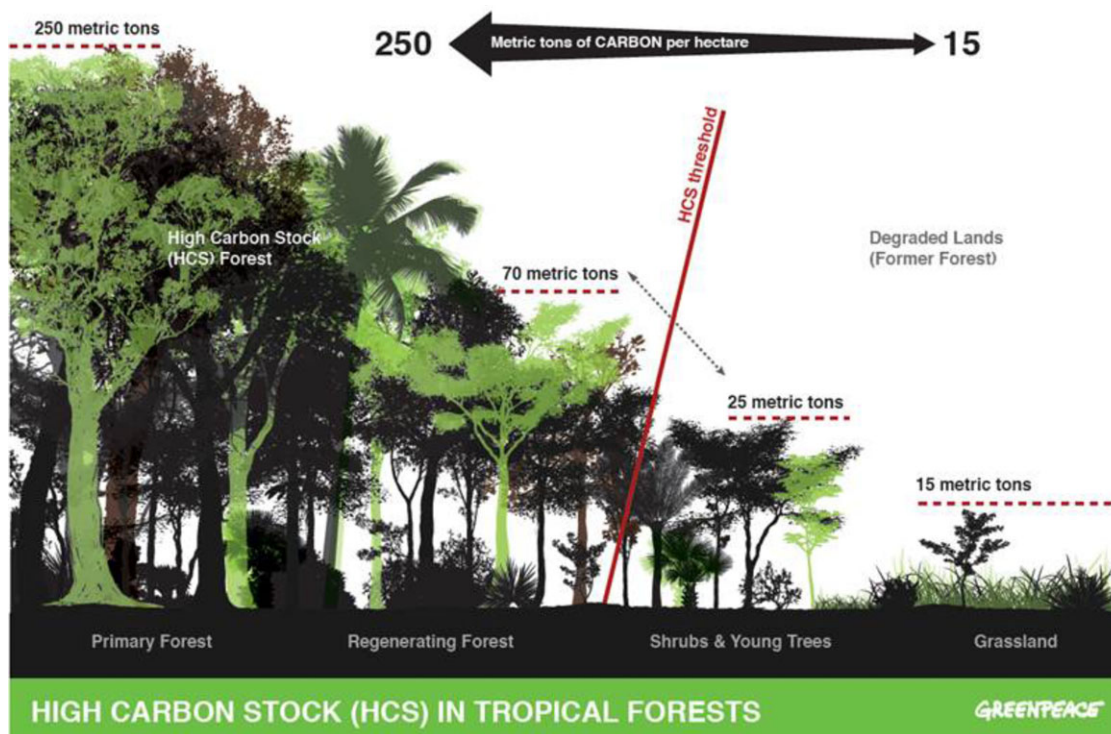 250 metric tons
250
Metric tons of CARBON per hectare
15
HCS threshold
High Carbon Stock
(HCS) Forest
Degraded Lands
(Former Forest)
70 metric tons
25 metric tons
15 metric tons
Primary Forest
Regenerating Forest
Shrubs & Young Trees
Grassland
HIGH CARBON STOCK (HCS) IN TROPICAL FORESTS
GREENPEACE